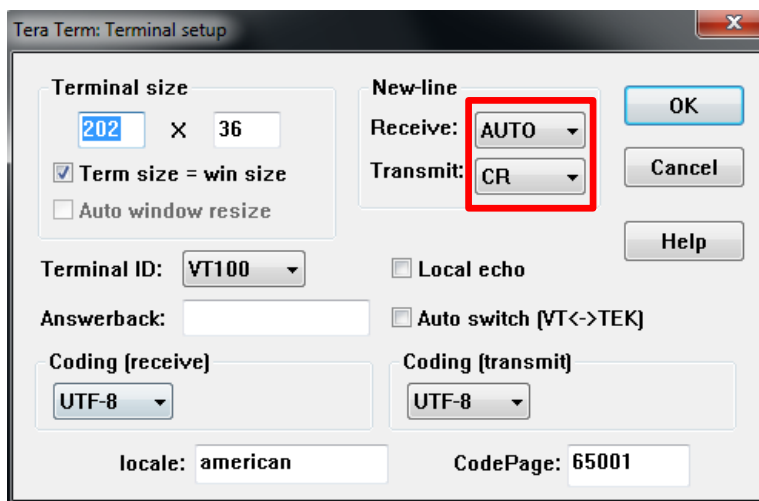 Tera Term: Terminal setup
Terminal size
202 X 36
Term size = win size
Auto window resize
New-line
Receive: AUTO
Transmit: CR
OK
Cancel
Help
Terminal ID: VT100
Local echo
Answerback:
Auto switch (VT<->TEK)
Coding (receive)
UTF-8
Coding (transmit)
UTF-8
locale: american
CodePage: 65001